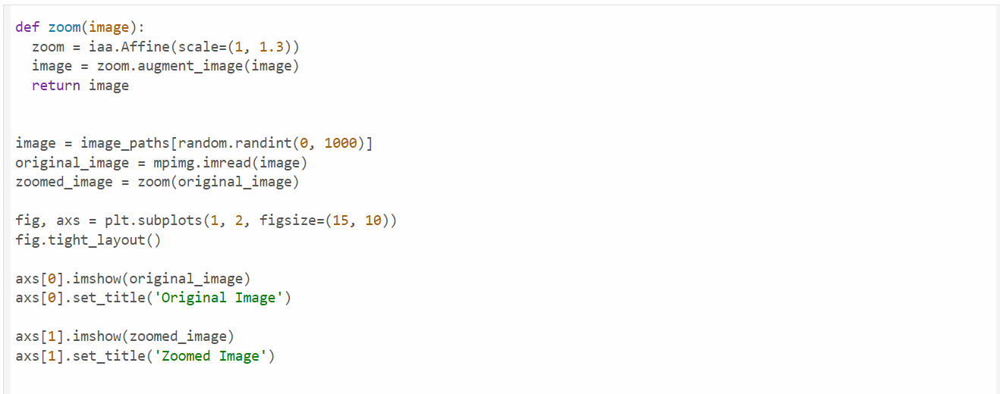 def zoom(image):
  zoom = iaa.Affine(scale=(1, 1.3))
  image = zoom.augment_image(image)
  return image
image = image_paths[random.randint(0, 1000)]
original_image = mpimg.imread(image)
zoomed_image = zoom(original_image)
fig, axs = plt.subplots(1, 2, figsize=(15, 10))
fig.tight_layout()
axs[0].imshow(original_image)
axs[0].set_title('Original Image')
axs[1].imshow(zoomed_image)
axs[1].set_title('Zoomed Image')